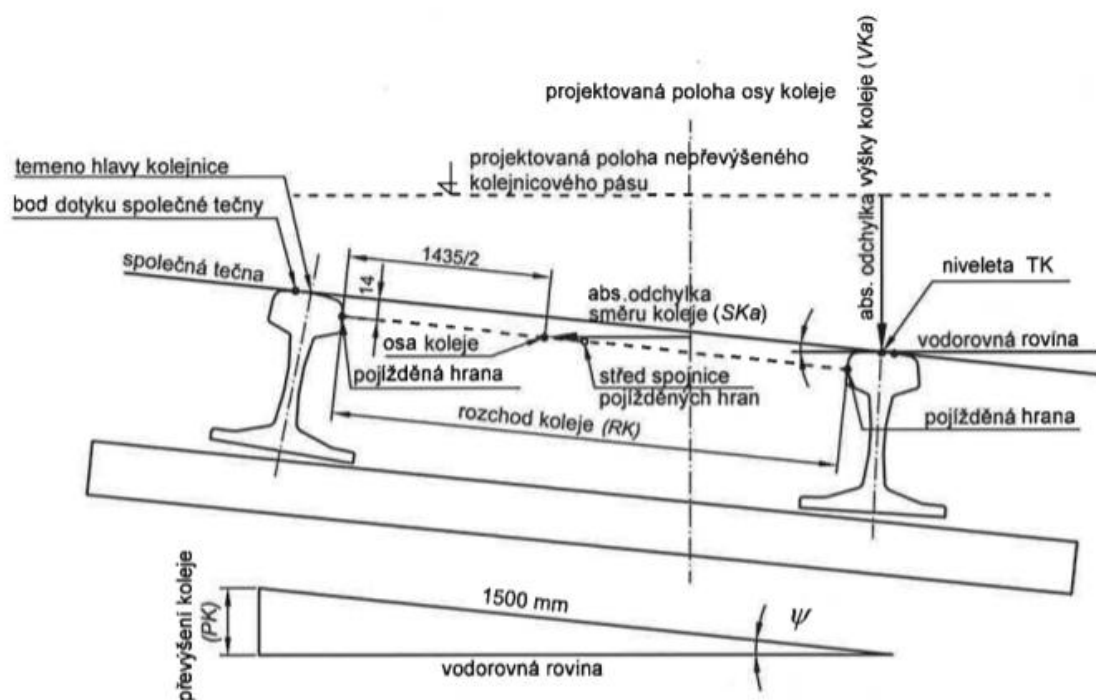 projektovaná poloha osy koleje
abs. odchylka výšky koleje (VKa)
temeno hlavy kolejnice
projektovaná poloha nepřevýšeného
kolejnicového pásu
bod dotyku společné tečny
společná tečna
1435/2
14
niveleta TK
abs.odchylka
směru koleje (SKa)
vodorovná rovina
osa koleje
pojížděná hrana
střed spojnice
pojížděných hran
rozchod koleje (RK)
pojížděná hrana
převýšení koleje
(PK)
1500 mm
ψ
vodorovná rovina